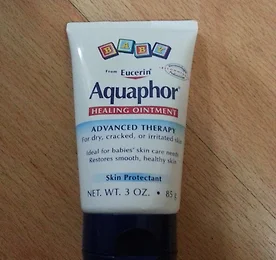 BABY
From Eucerin
Aquaphor
HEALING OINTMENT
ADVANCED THERAPY
For dry, cracked, or irritated skin
Ideal for babies' skin care needs
Restores smooth, healthy skin
Skin Protectant
NET. WT. 3 OZ. • 85 g